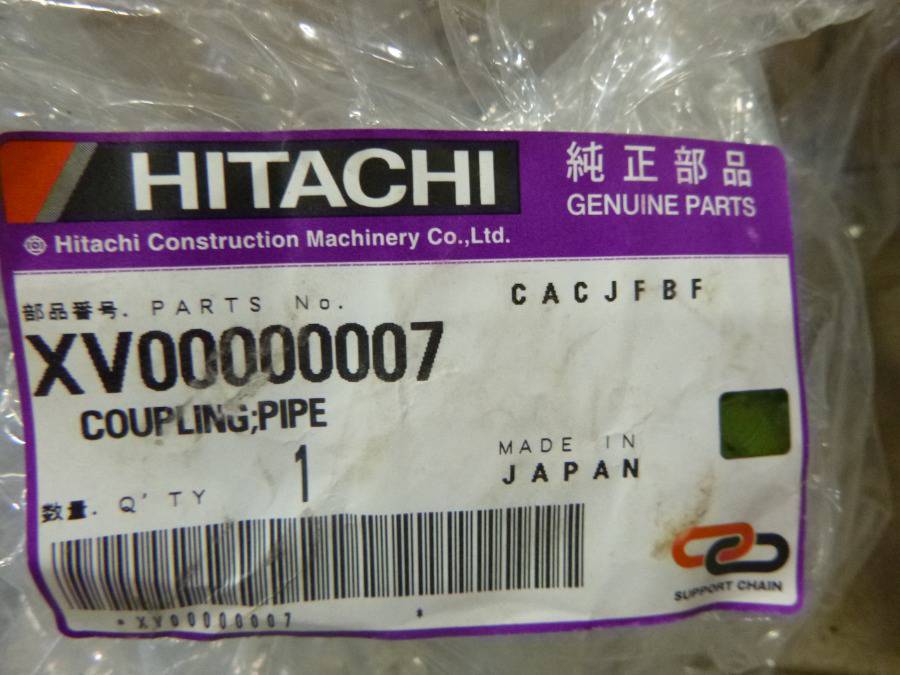 HITACHI
純正部品
GENUINE PARTS
Hitachi Construction Machinery Co.,Ltd.
部品番号. PARTS No.
CACJFBF
XV00000007
COUPLING;PIPE
MADE IN
JAPAN
数量. Q'TY 1
*XV00000007 *
SUPPORT CHAIN